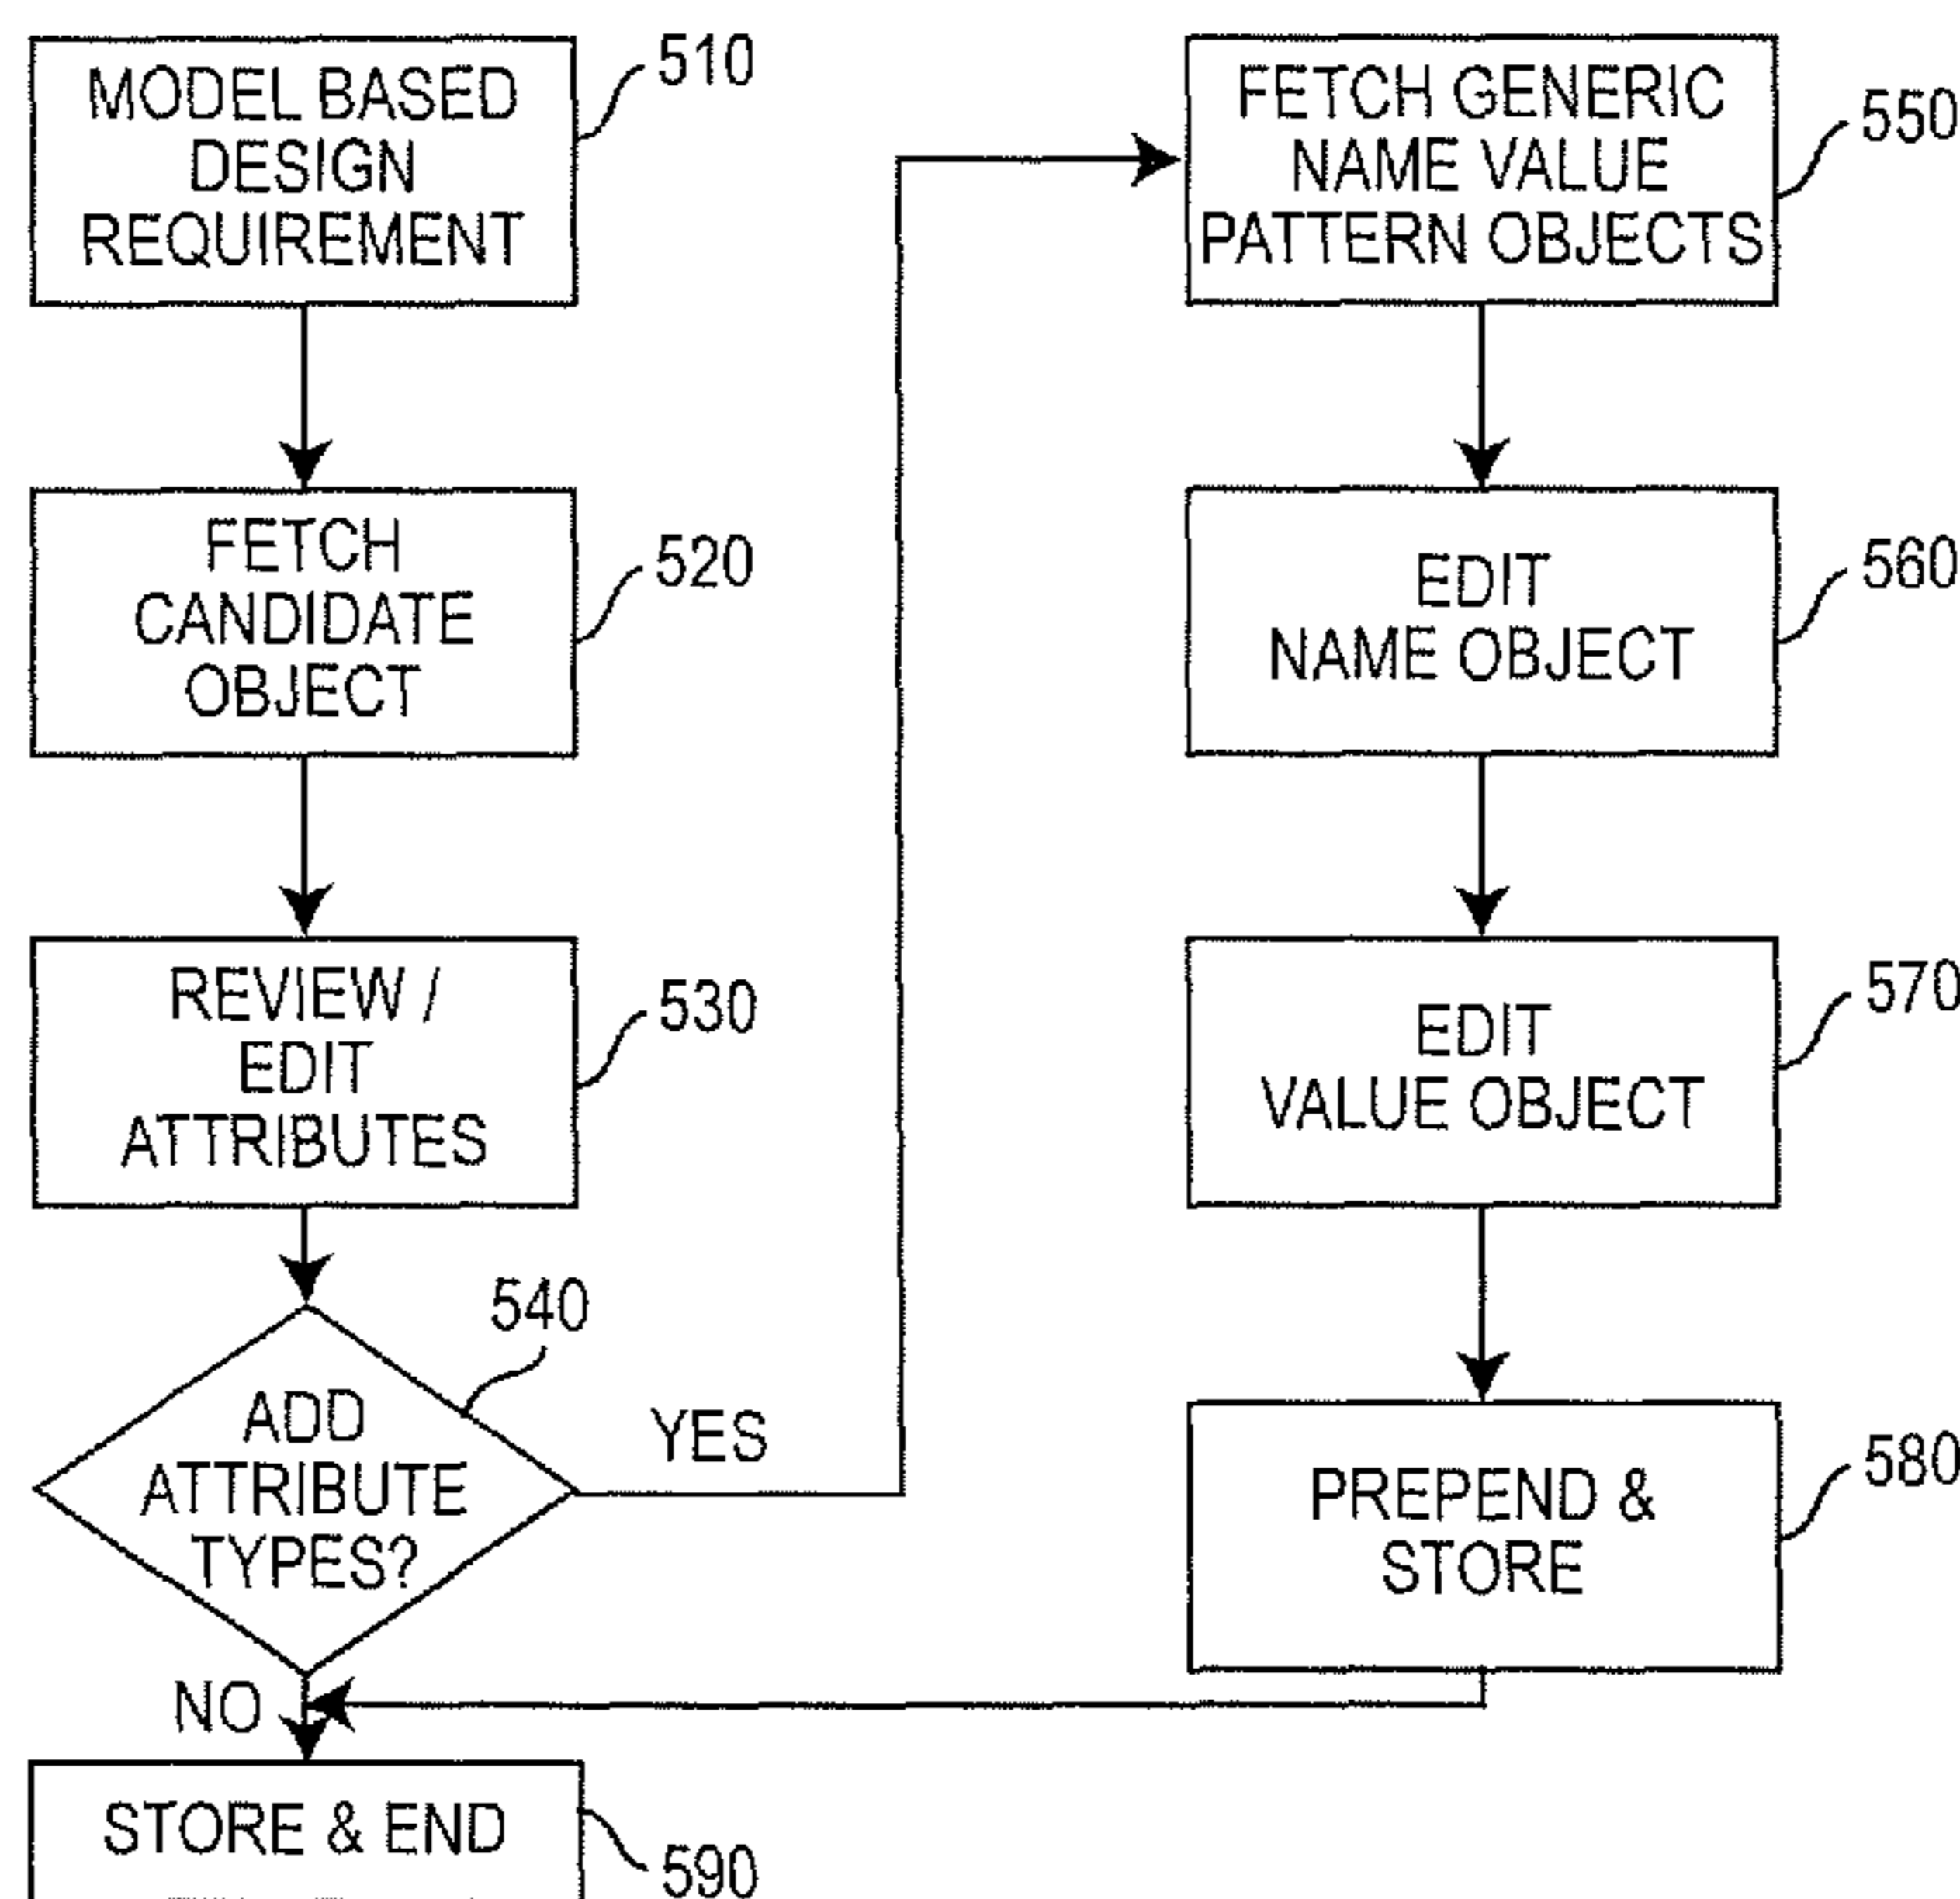 MODEL BASED
DESIGN
REQUIREMENT
510
FETCH
CANDIDATE
OBJECT
520
REVIEW /
EDIT
ATTRIBUTES
530
ADD
ATTRIBUTE
TYPES?
540
YES
NO
STORE & END
590
FETCH GENERIC
NAME VALUE
PATTERN OBJECTS
550
EDIT
NAME OBJECT
560
EDIT
VALUE OBJECT
570
PREPEND &
STORE
580